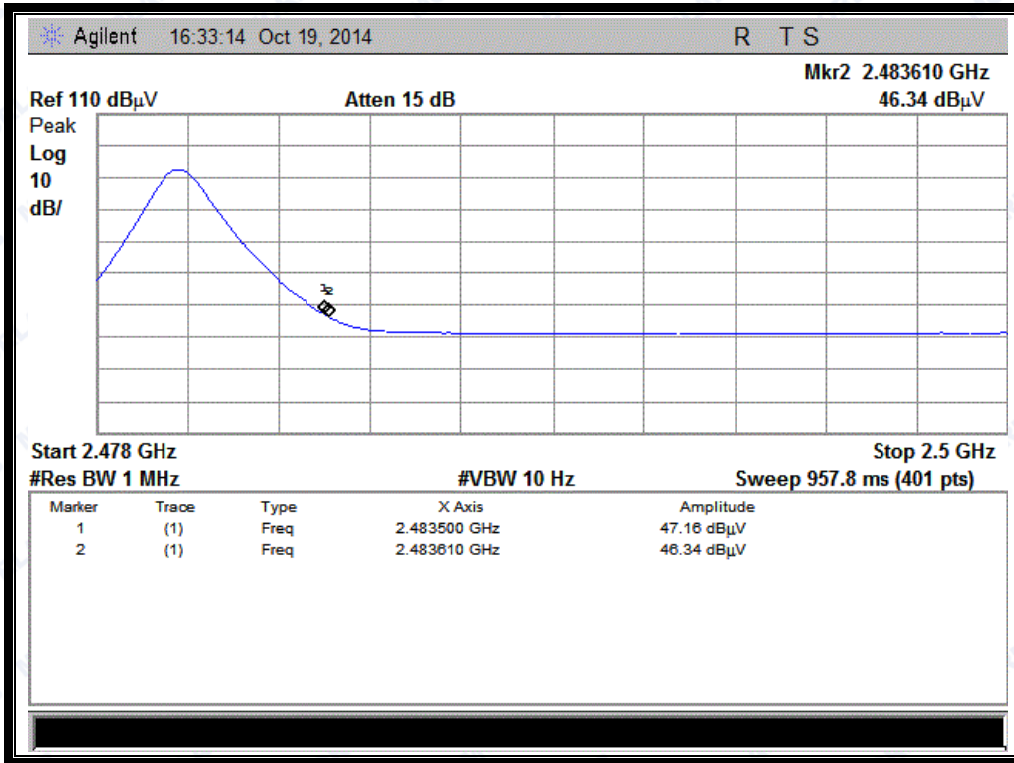 Agilent 16:33:14 Oct 19, 2014 R T S
Mkr2 2.483610 GHz
Ref 110 dBµV Atten 15 dB 46.34 dBµV
Peak
Log
10
dB/
1
2
Start 2.478 GHz Stop 2.5 GHz
#Res BW 1 MHz #VBW 10 Hz Sweep 957.8 ms (401 pts)
Marker Trace Type X Axis Amplitude
1 (1) Freq 2.483500 GHz 47.16 dBµV
2 (1) Freq 2.483610 GHz 46.34 dBµV